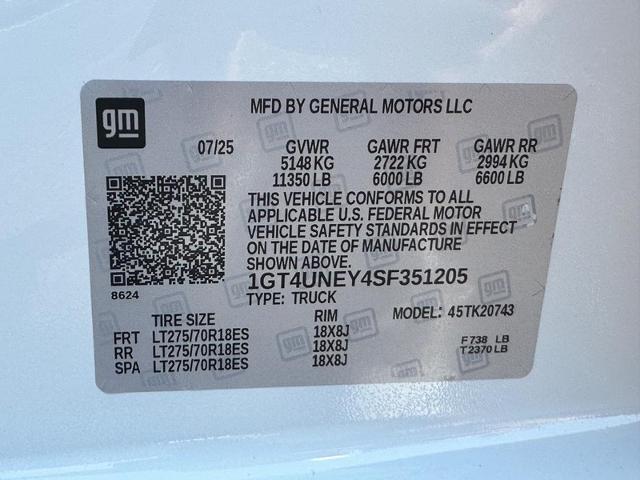 gm
MFD BY GENERAL MOTORS LLC
07/25 GVWR GAWR FRT GAWR RR
5148 KG 2722 KG 2994 KG
11350 LB 6000 LB 6600 LB
THIS VEHICLE CONFORMS TO ALL
APPLICABLE U.S. FEDERAL MOTOR
VEHICLE SAFETY STANDARDS IN EFFECT
ON THE DATE OF MANUFACTURE
SHOWN ABOVE.
8624
1GT4UNEY4SF351205
TYPE: TRUCK
TIRE SIZE RIM MODEL: 45TK20743
FRT LT275/70R18ES 18X8J
RR LT275/70R18ES 18X8J
SPA LT275/70R18ES 18X8J
F 738 LB
T 2370 LB